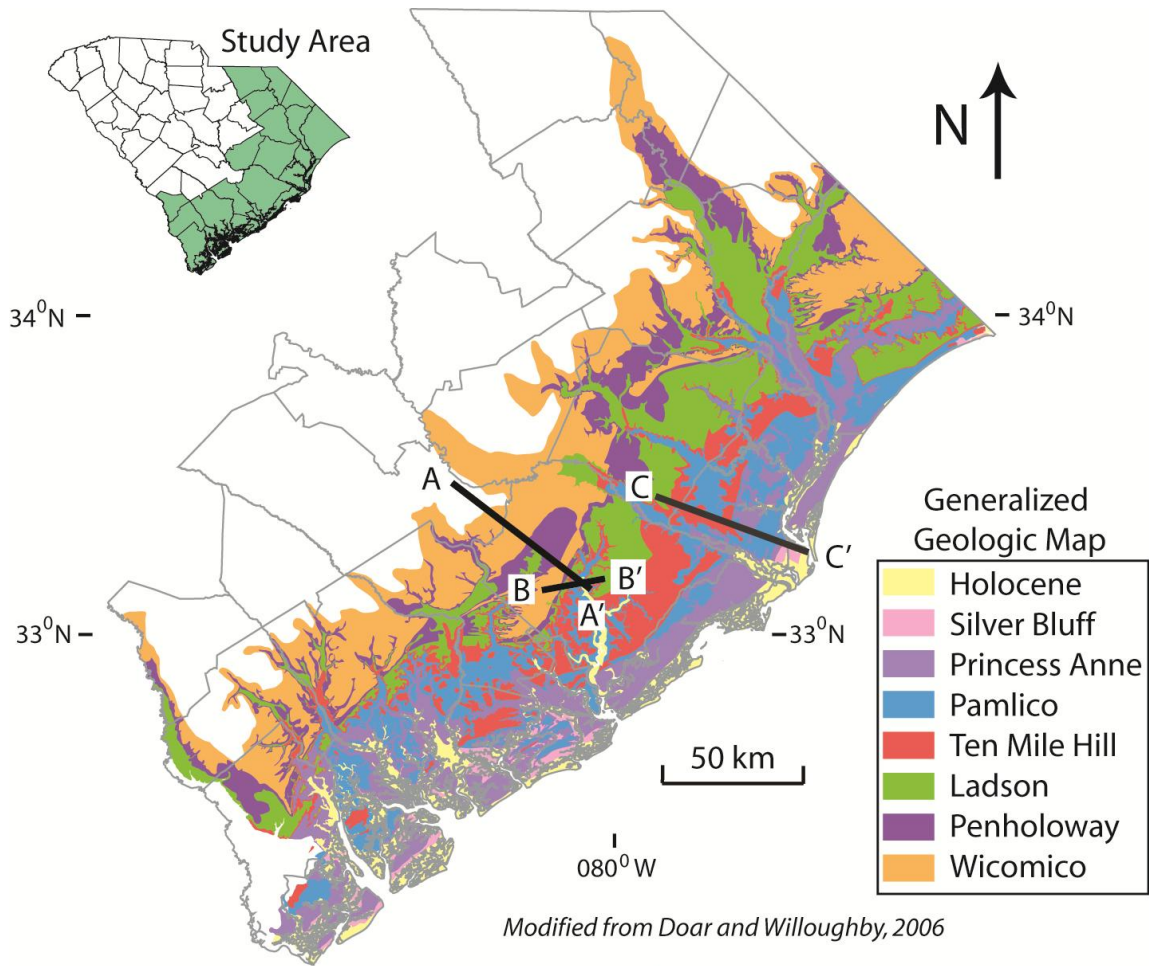 Study Area
N
34⁰N
34⁰N
A
C
B
B'
A'
C'
33⁰N
33⁰N
50 km
080⁰ W
Generalized
Geologic Map
Holocene
Silver Bluff
Princess Anne
Pamlico
Ten Mile Hill
Ladson
Penholoway
Wicomico
Modified from Doar and Willoughby, 2006